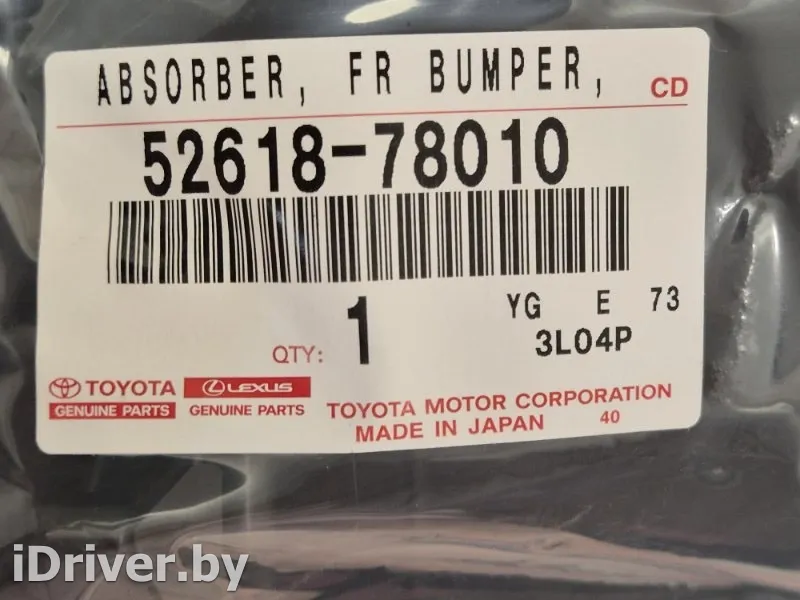 ABSORBER, FR BUMPER,
CD
52618-78010
YG E 73
QTY: 1
3L04P
TOYOTA LEXUS
GENUINE PARTS GENUINE PARTS
TOYOTA MOTOR CORPORATION
MADE IN JAPAN 40
iDriver.by